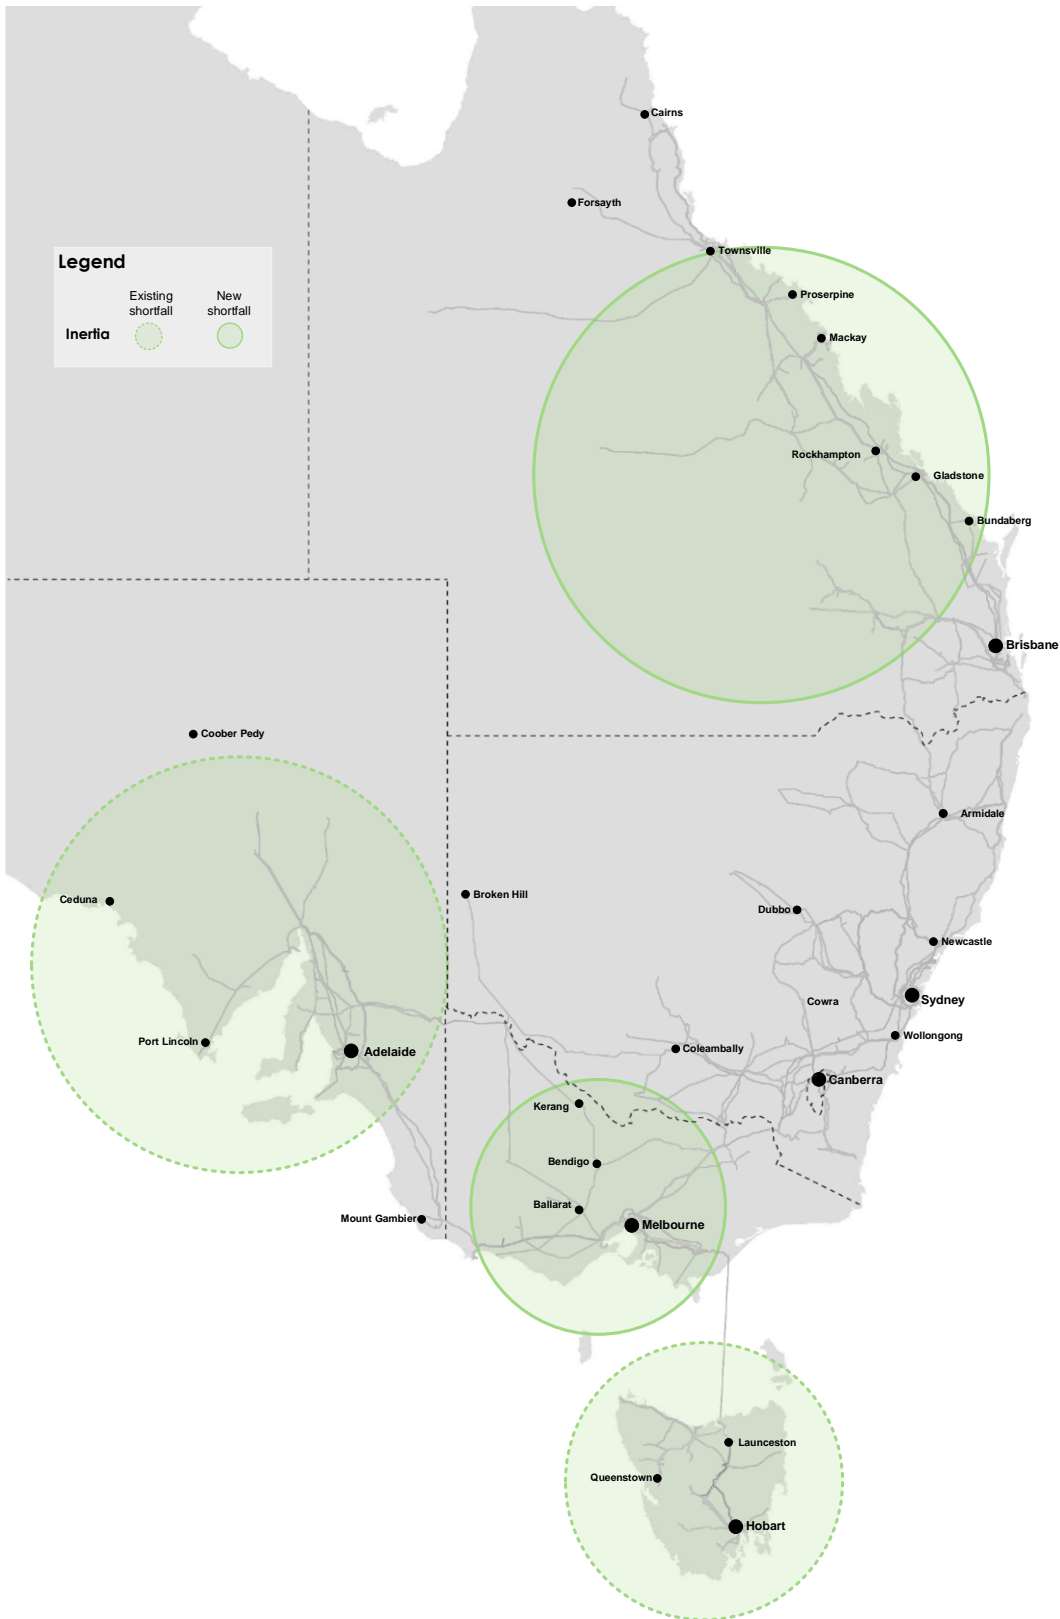 Cairns
Forsayth
Townsville
Legend
Existing
shortfall
New
shortfall
Inertia
Proserpine
Mackay
Rockhampton
Gladstone
Bundaberg
Brisbane
Coober Pedy
Armidale
Ceduna
Broken Hill
Dubbo
Newcastle
Cowra
Sydney
Port Lincoln
Adelaide
Wollongong
Coleambally
Canberra
Kerang
Bendigo
Ballarat
Mount Gambier
Melbourne
Launceston
Queenstown
Hobart